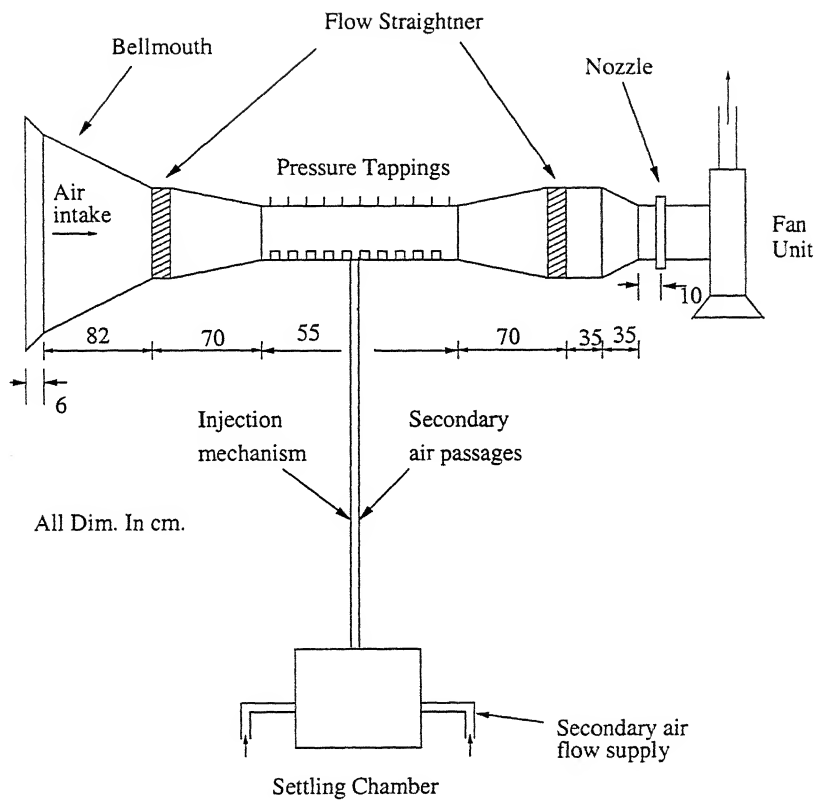 Flow Straightner
Bellmouth
Nozzle
Pressure Tappings
Air
intake
Fan
Unit
10
82
70
55
70
35
35
6
Injection
mechanism
Secondary
air passages
All Dim. In cm.
Secondary air
flow supply
Settling Chamber